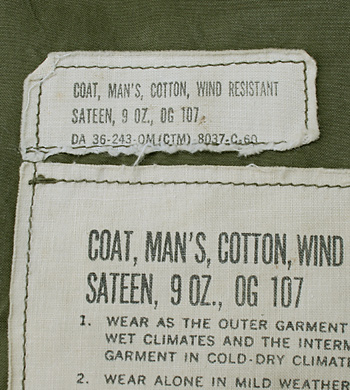 COAT, MAN'S, COTTON, WIND RESISTANT
SATEEN, 9 OZ., OG 107
DA 36-243-QM(CTM) 8037-C-60
COAT, MAN'S, COTTON, WIND
SATEEN, 9 OZ., OG 107
1. WEAR AS THE OUTER GARMENT
WET CLIMATES AND THE INTERM
GARMENT IN COLD-DRY CLIMAT
2. WEAR ALONE IN MILD WEATHER